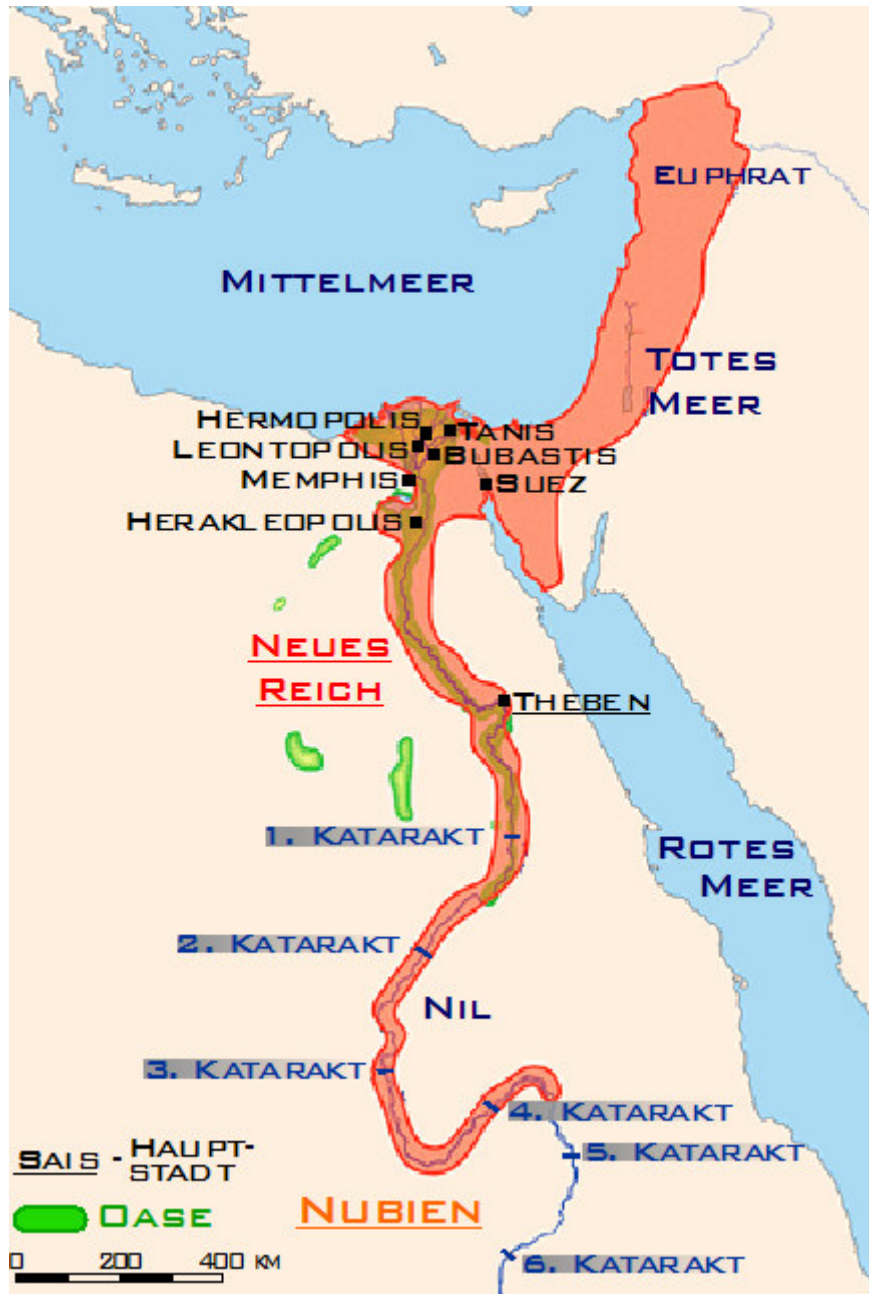 Euphrat
Mittelmeer
Totes
Meer
Hermopolis
Tanis
Leontopolis
Bubastis
Memphis
Suez
Herakleopolis
Neues
Reich
Theben
1. Katarakt
Rotes
Meer
2. Katarakt
Nil
3. Katarakt
4. Katarakt
5. Katarakt
Sais - Haupt-
stadt
Oase
Nubien
0 200 400 km
6. Katarakt